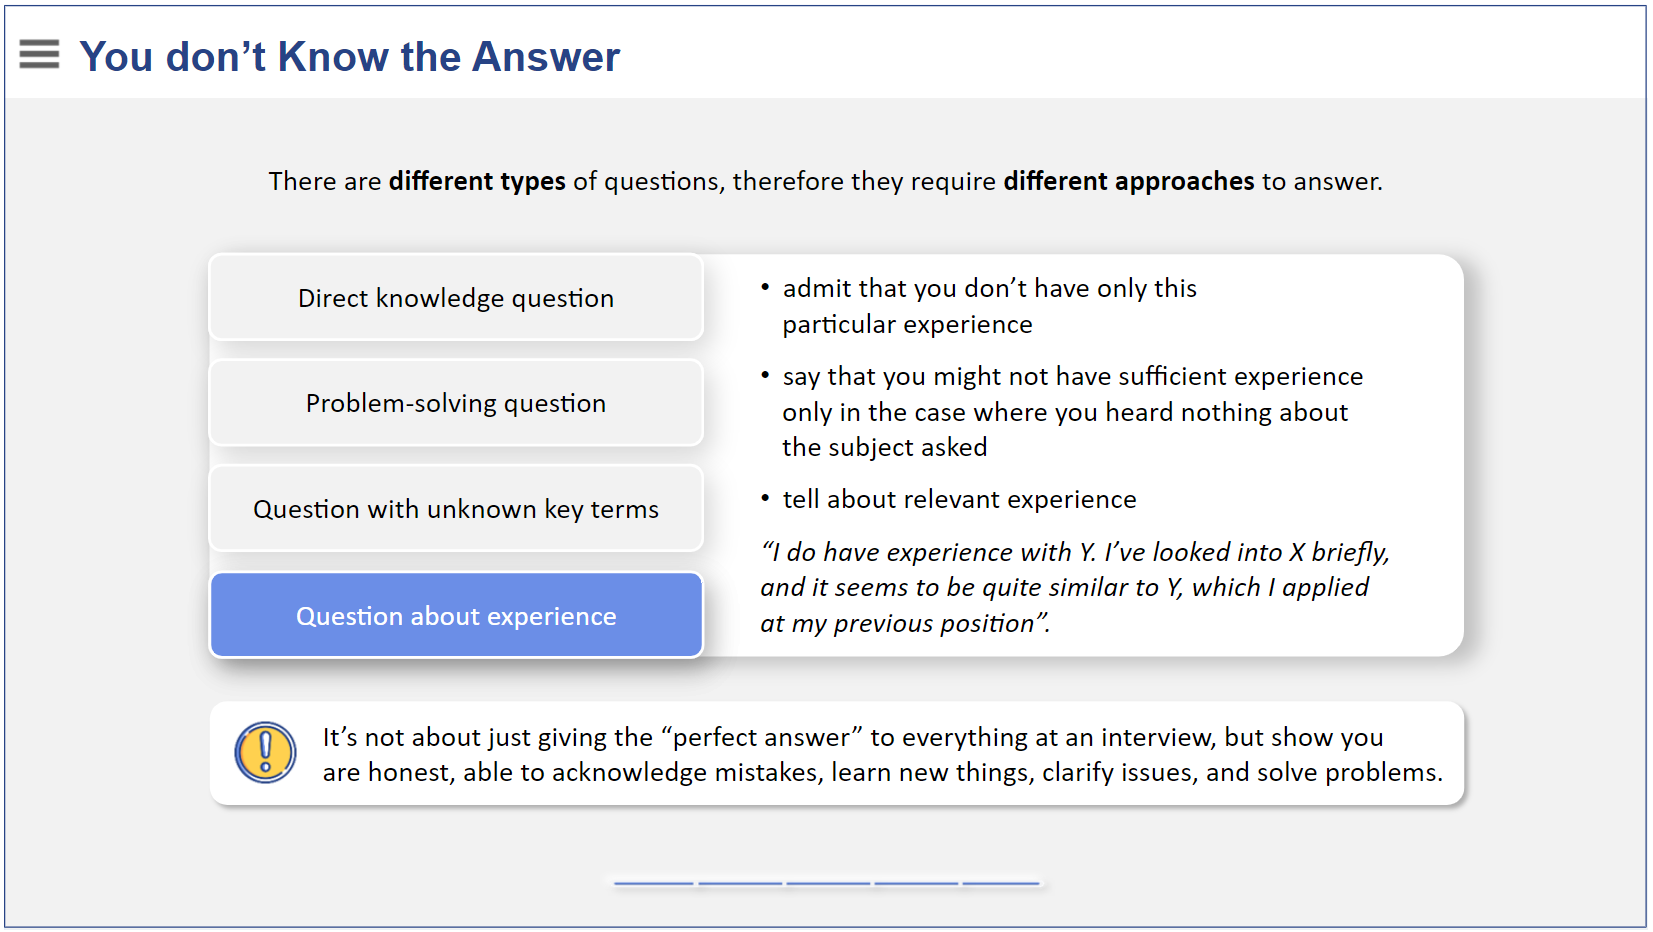 You don’t Know the Answer
There are different types of questions, therefore they require different approaches to answer.
Direct knowledge question
Problem-solving question
Question with unknown key terms
Question about experience
• admit that you don’t have only this
particular experience
• say that you might not have sufficient experience
only in the case where you heard nothing about
the subject asked
• tell about relevant experience
“I do have experience with Y. I’ve looked into X briefly,
and it seems to be quite similar to Y, which I applied
at my previous position”.
It’s not about just giving the “perfect answer” to everything at an interview, but show you
are honest, able to acknowledge mistakes, learn new things, clarify issues, and solve problems.